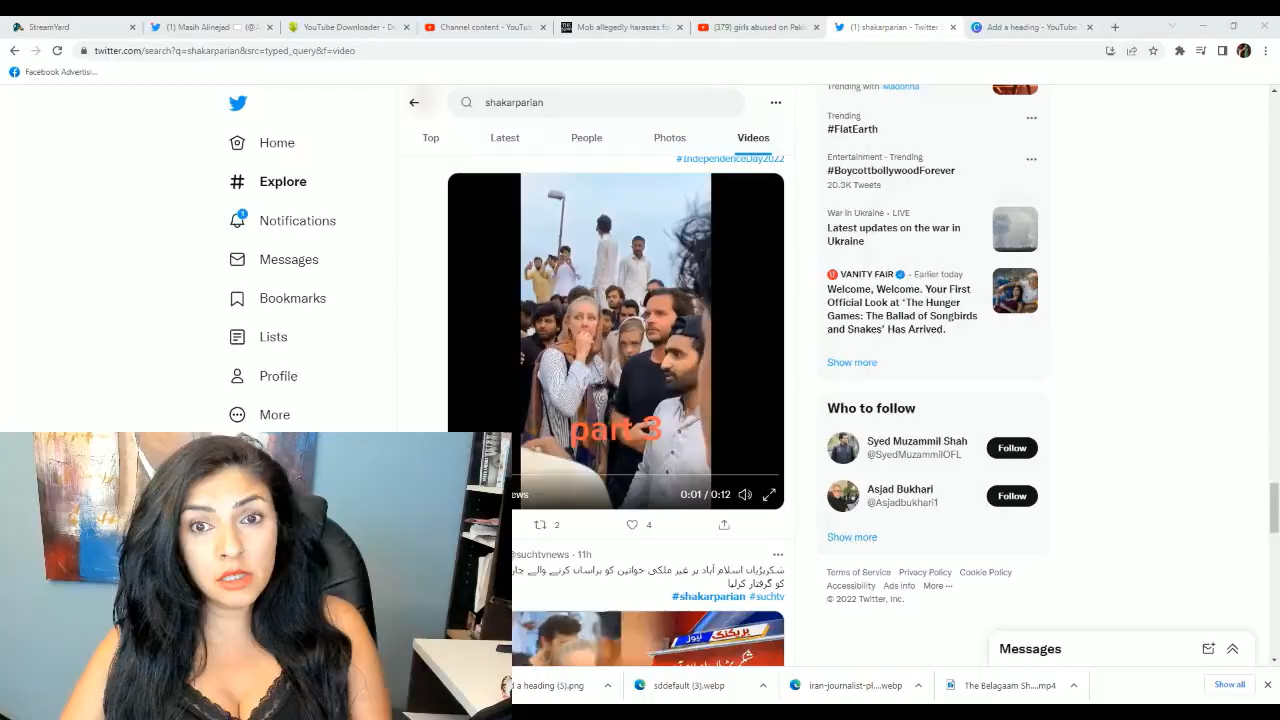 StreamYard
(1) Masih Alinejad
YouTube Downloader - D
Channel content - YouTub
Mob allegedly harasses fo
(379) girls abused on Paki
(1) shakarparian - Twitter
Add a heading - YouTube
twitter.com/search?q=shakarparian&src=typed_query&f=video
Facebook Advertisi...
shakarparian
Top
Latest
People
Photos
Videos
Home
Explore
1
Notifications
Messages
Bookmarks
Lists
Profile
More
#IndependenceDay2022
part 3
ews
0:01 / 0:12
2
4
@suchtvnews · 11h
شکرپڑیاں اسلام آباد پر غیر ملکی خواتین کو ہراساں کرنے والے چار
کو گرفتار کرلیا
#shakarparian #suchtv
بریکنگ نیوز
Trending with Madonna
Trending
#FlatEarth
Entertainment · Trending
#BoycottbollywoodForever
20.3K Tweets
War in Ukraine · LIVE
Latest updates on the war in
Ukraine
VANITY FAIR · Earlier today
Welcome, Welcome. Your First
Official Look at ‘The Hunger
Games: The Ballad of Songbirds
and Snakes’ Has Arrived.
Show more
Who to follow
Syed Muzammil Shah
@SyedMuzammilOFL
Follow
Asjad Bukhari
@Asjadbukhari1
Follow
Show more
Terms of Service Privacy Policy Cookie Policy
Accessibility Ads info More ···
© 2022 Twitter, Inc.
Messages
d a heading (5).png
sddefault (3).webp
iran-journalist-pl....webp
The Belagaam Sh....mp4
Show all